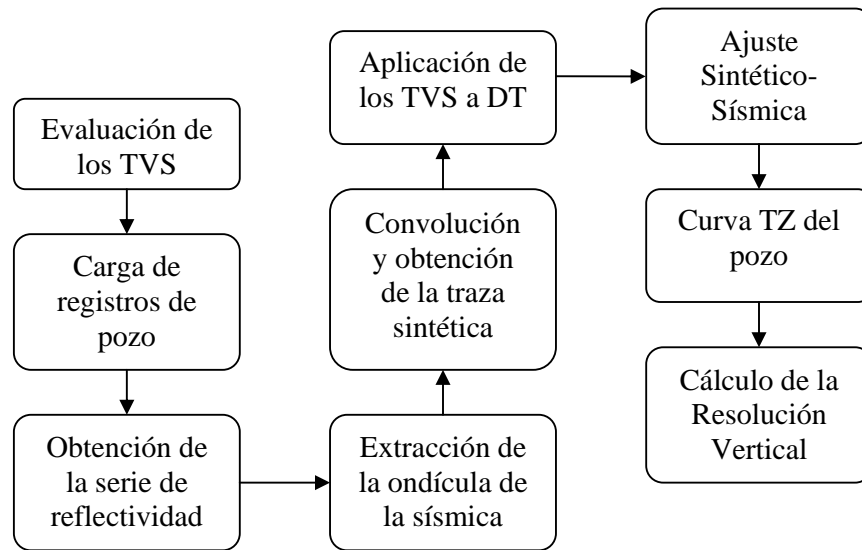 Evaluación de
los TVS
Carga de
registros de
pozo
Obtención de
la serie de
reflectividad
Extracción de
la ondícula de
la sísmica
Convolución
y obtención
de la traza
sintética
Aplicación de
los TVS a DT
Ajuste
Sintético-
Sísmica
Curva TZ del
pozo
Cálculo de la
Resolución
Vertical